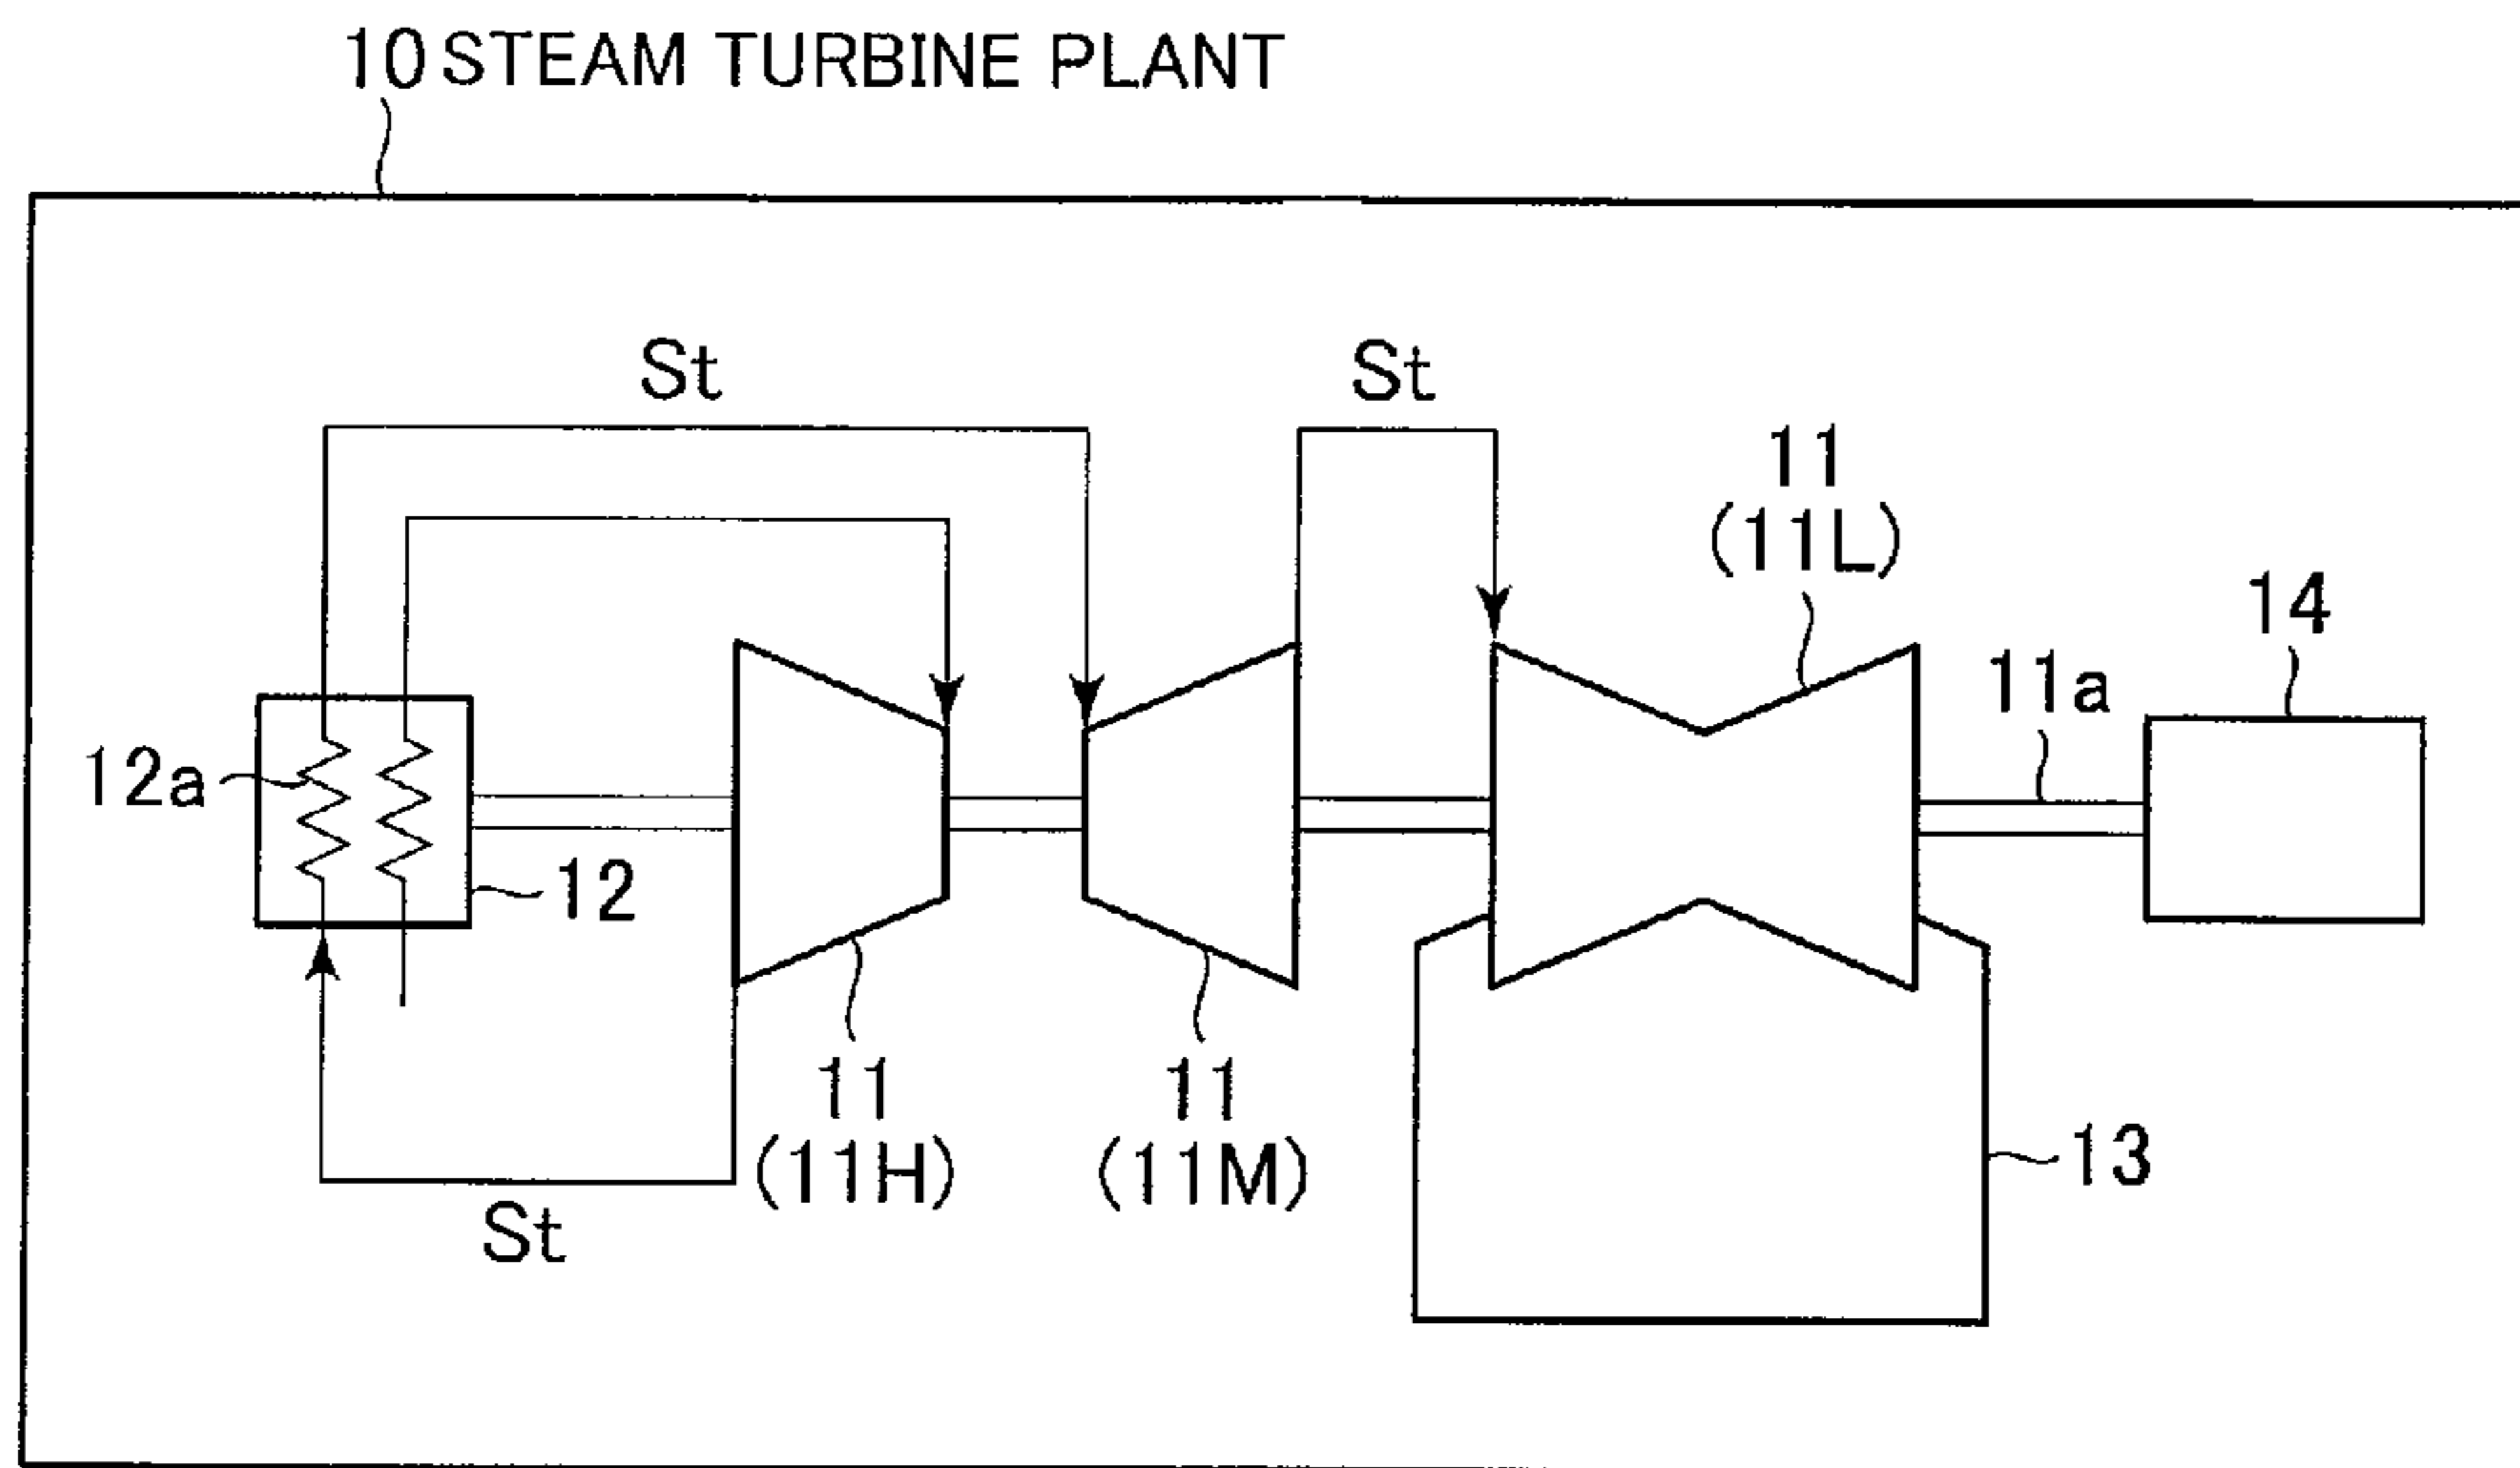 10 STEAM TURBINE PLANT
St
St
11
(11L)
14
11a
12a
12
11
(11H)
11
(11M)
13
St